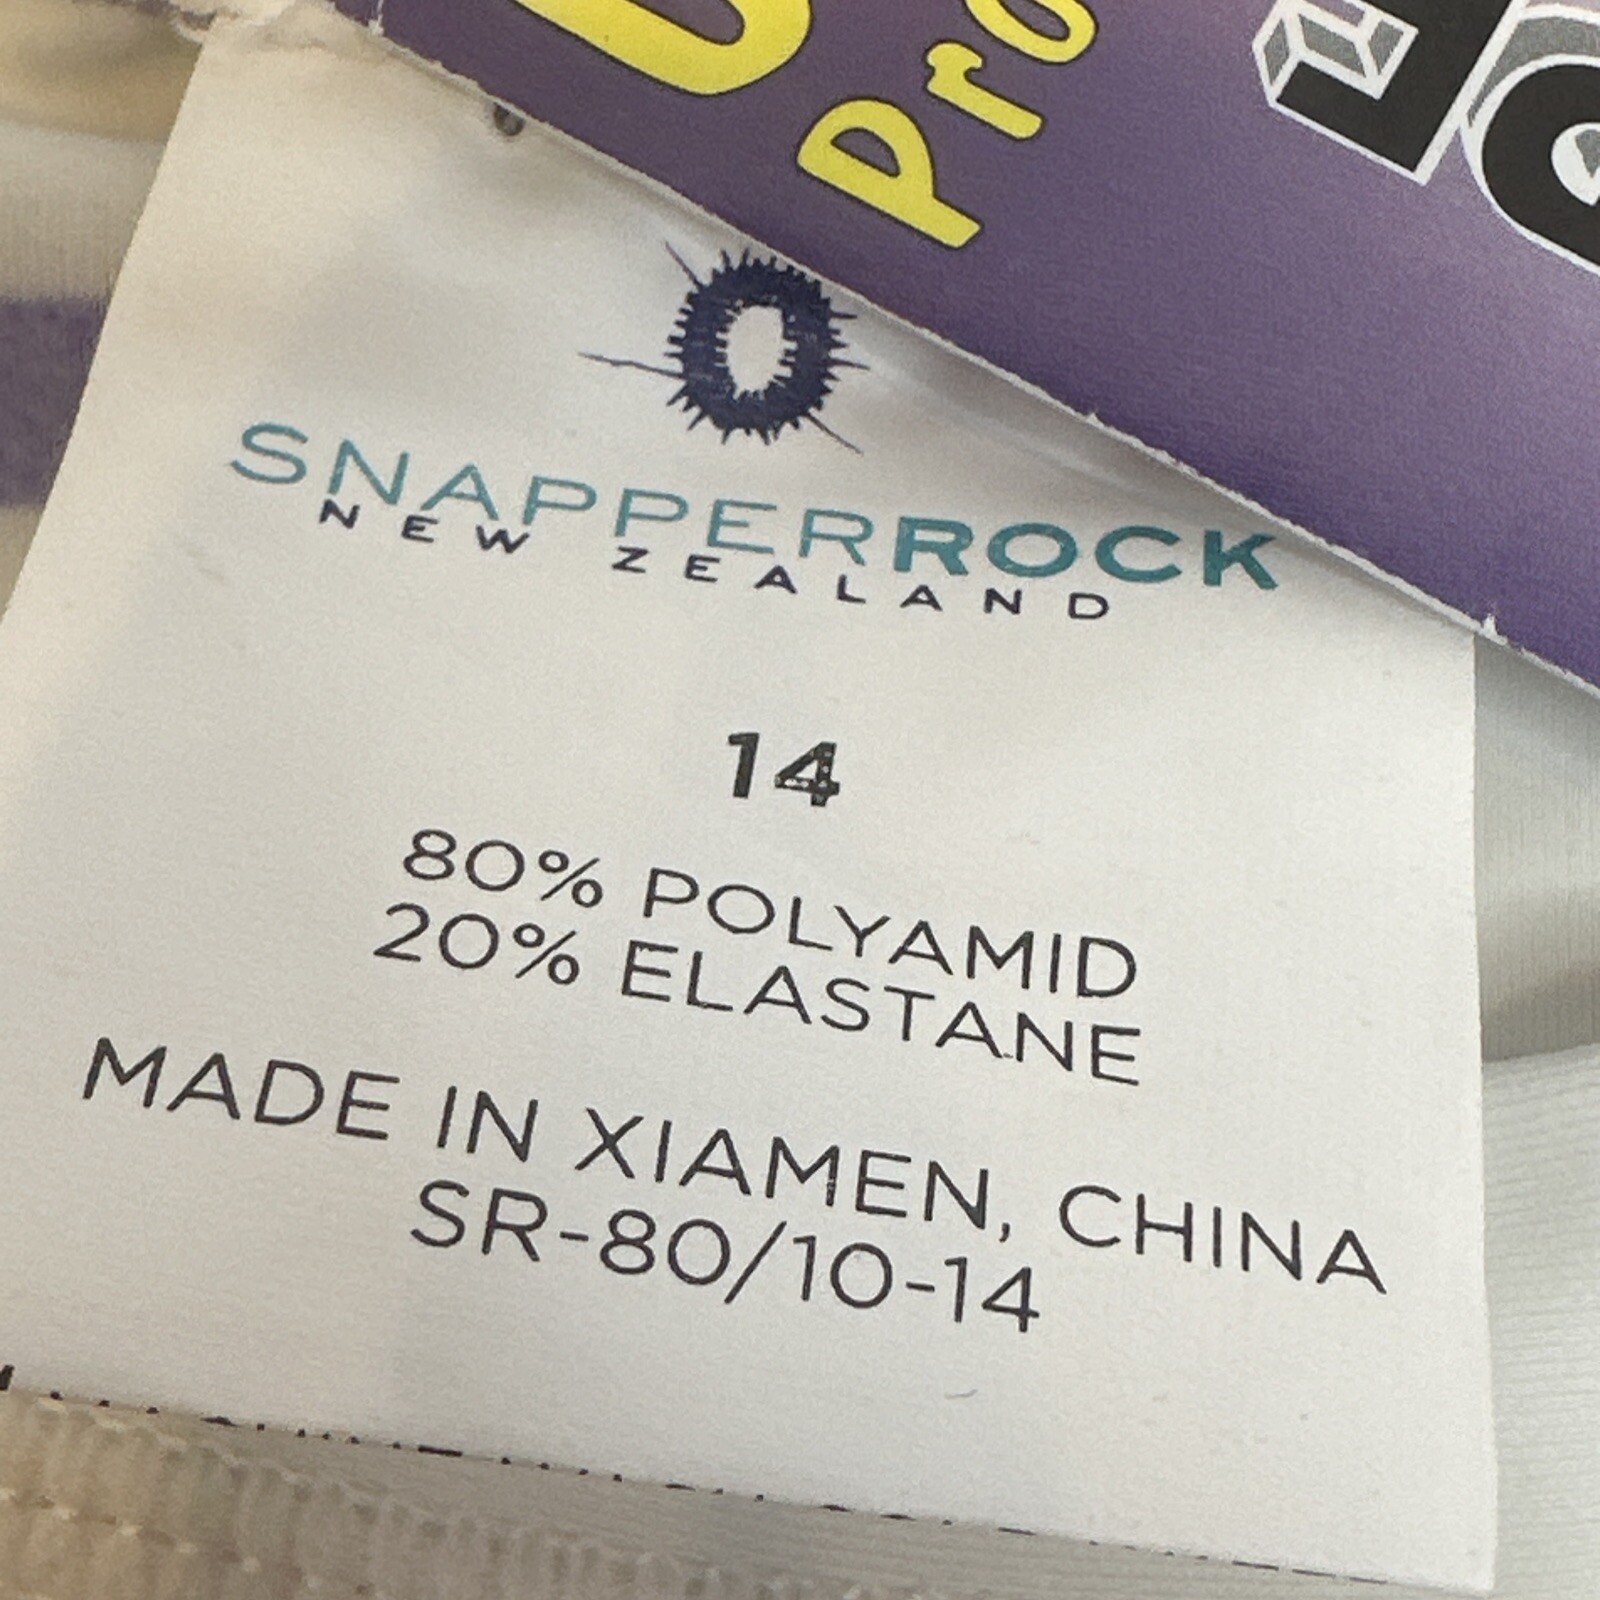 SNAPPERROCK
NEW ZEALAND
14
80% POLYAMID
20% ELASTANE
MADE IN XIAMEN, CHINA
SR-80/10-14